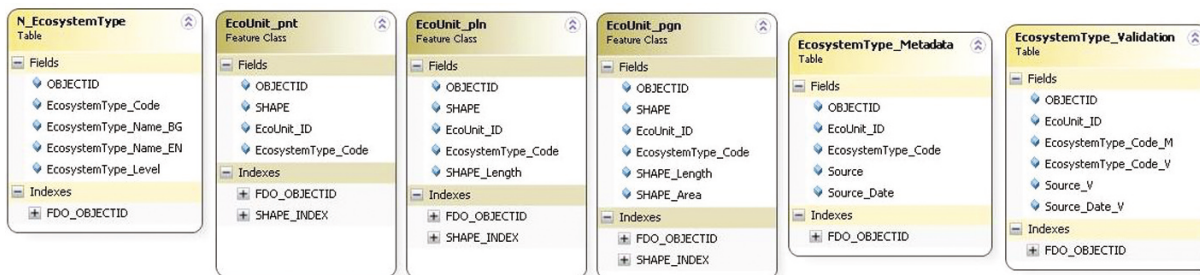 N_EcosystemType
Table
Fields
OBJECTID
EcosystemType_Code
EcosystemType_Name_BG
EcosystemType_Name_EN
EcosystemType_Level
Indexes
FDO_OBJECTID
EcoUnit_pnt
Feature Class
Fields
OBJECTID
SHAPE
EcoUnit_ID
EcosystemType_Code
Indexes
FDO_OBJECTID
SHAPE_INDEX
EcoUnit_pln
Feature Class
Fields
OBJECTID
SHAPE
EcoUnit_ID
EcosystemType_Code
SHAPE_Length
Indexes
FDO_OBJECTID
SHAPE_INDEX
EcoUnit_pgn
Feature Class
Fields
OBJECTID
SHAPE
EcoUnit_ID
EcosystemType_Code
SHAPE_Length
SHAPE_Area
Indexes
FDO_OBJECTID
SHAPE_INDEX
EcosystemType_Metadata
Table
Fields
OBJECTID
EcoUnit_ID
EcosystemType_Code
Source
Source_Date
Indexes
FDO_OBJECTID
EcosystemType_Validation
Table
Fields
OBJECTID
EcoUnit_ID
EcosystemType_Code_M
EcosystemType_Code_V
Source_V
Source_Date_V
Indexes
FDO_OBJECTID